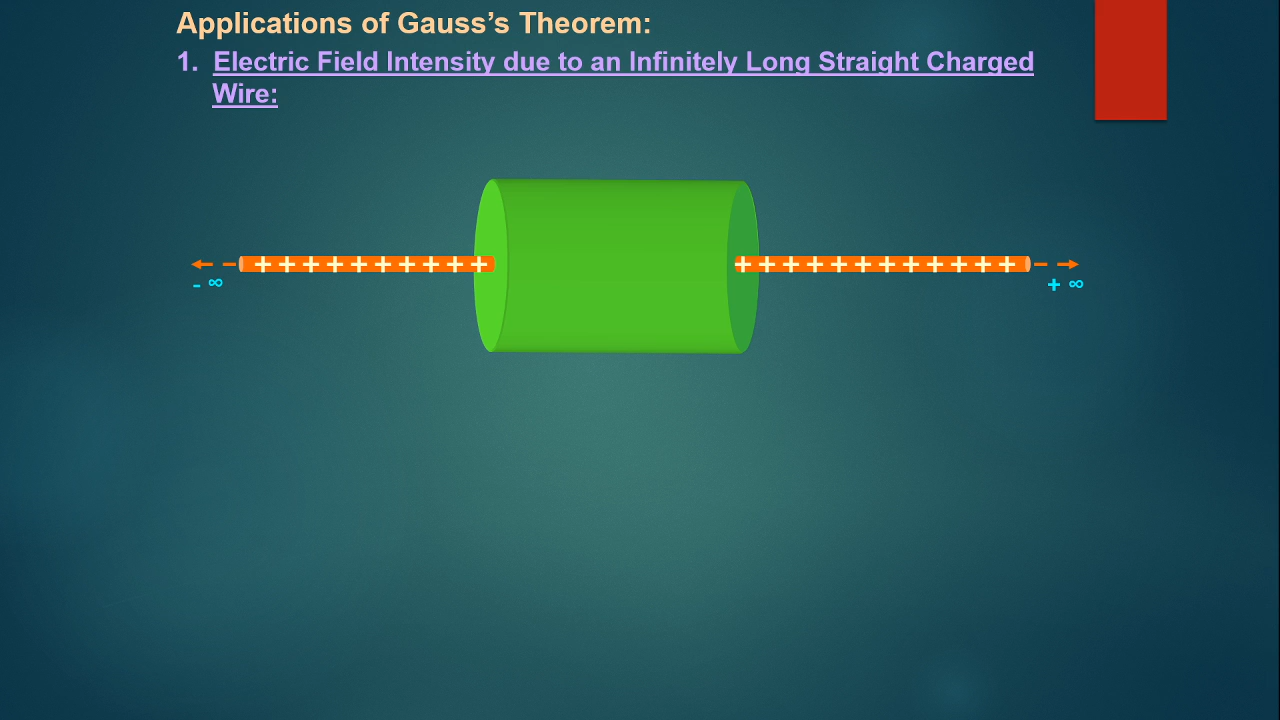 Applications of Gauss’s Theorem:
1. Electric Field Intensity due to an Infinitely Long Straight Charged
Wire:
+ + + + + + + + + + + + + + + + + + + + + +
- ∞
+ ∞